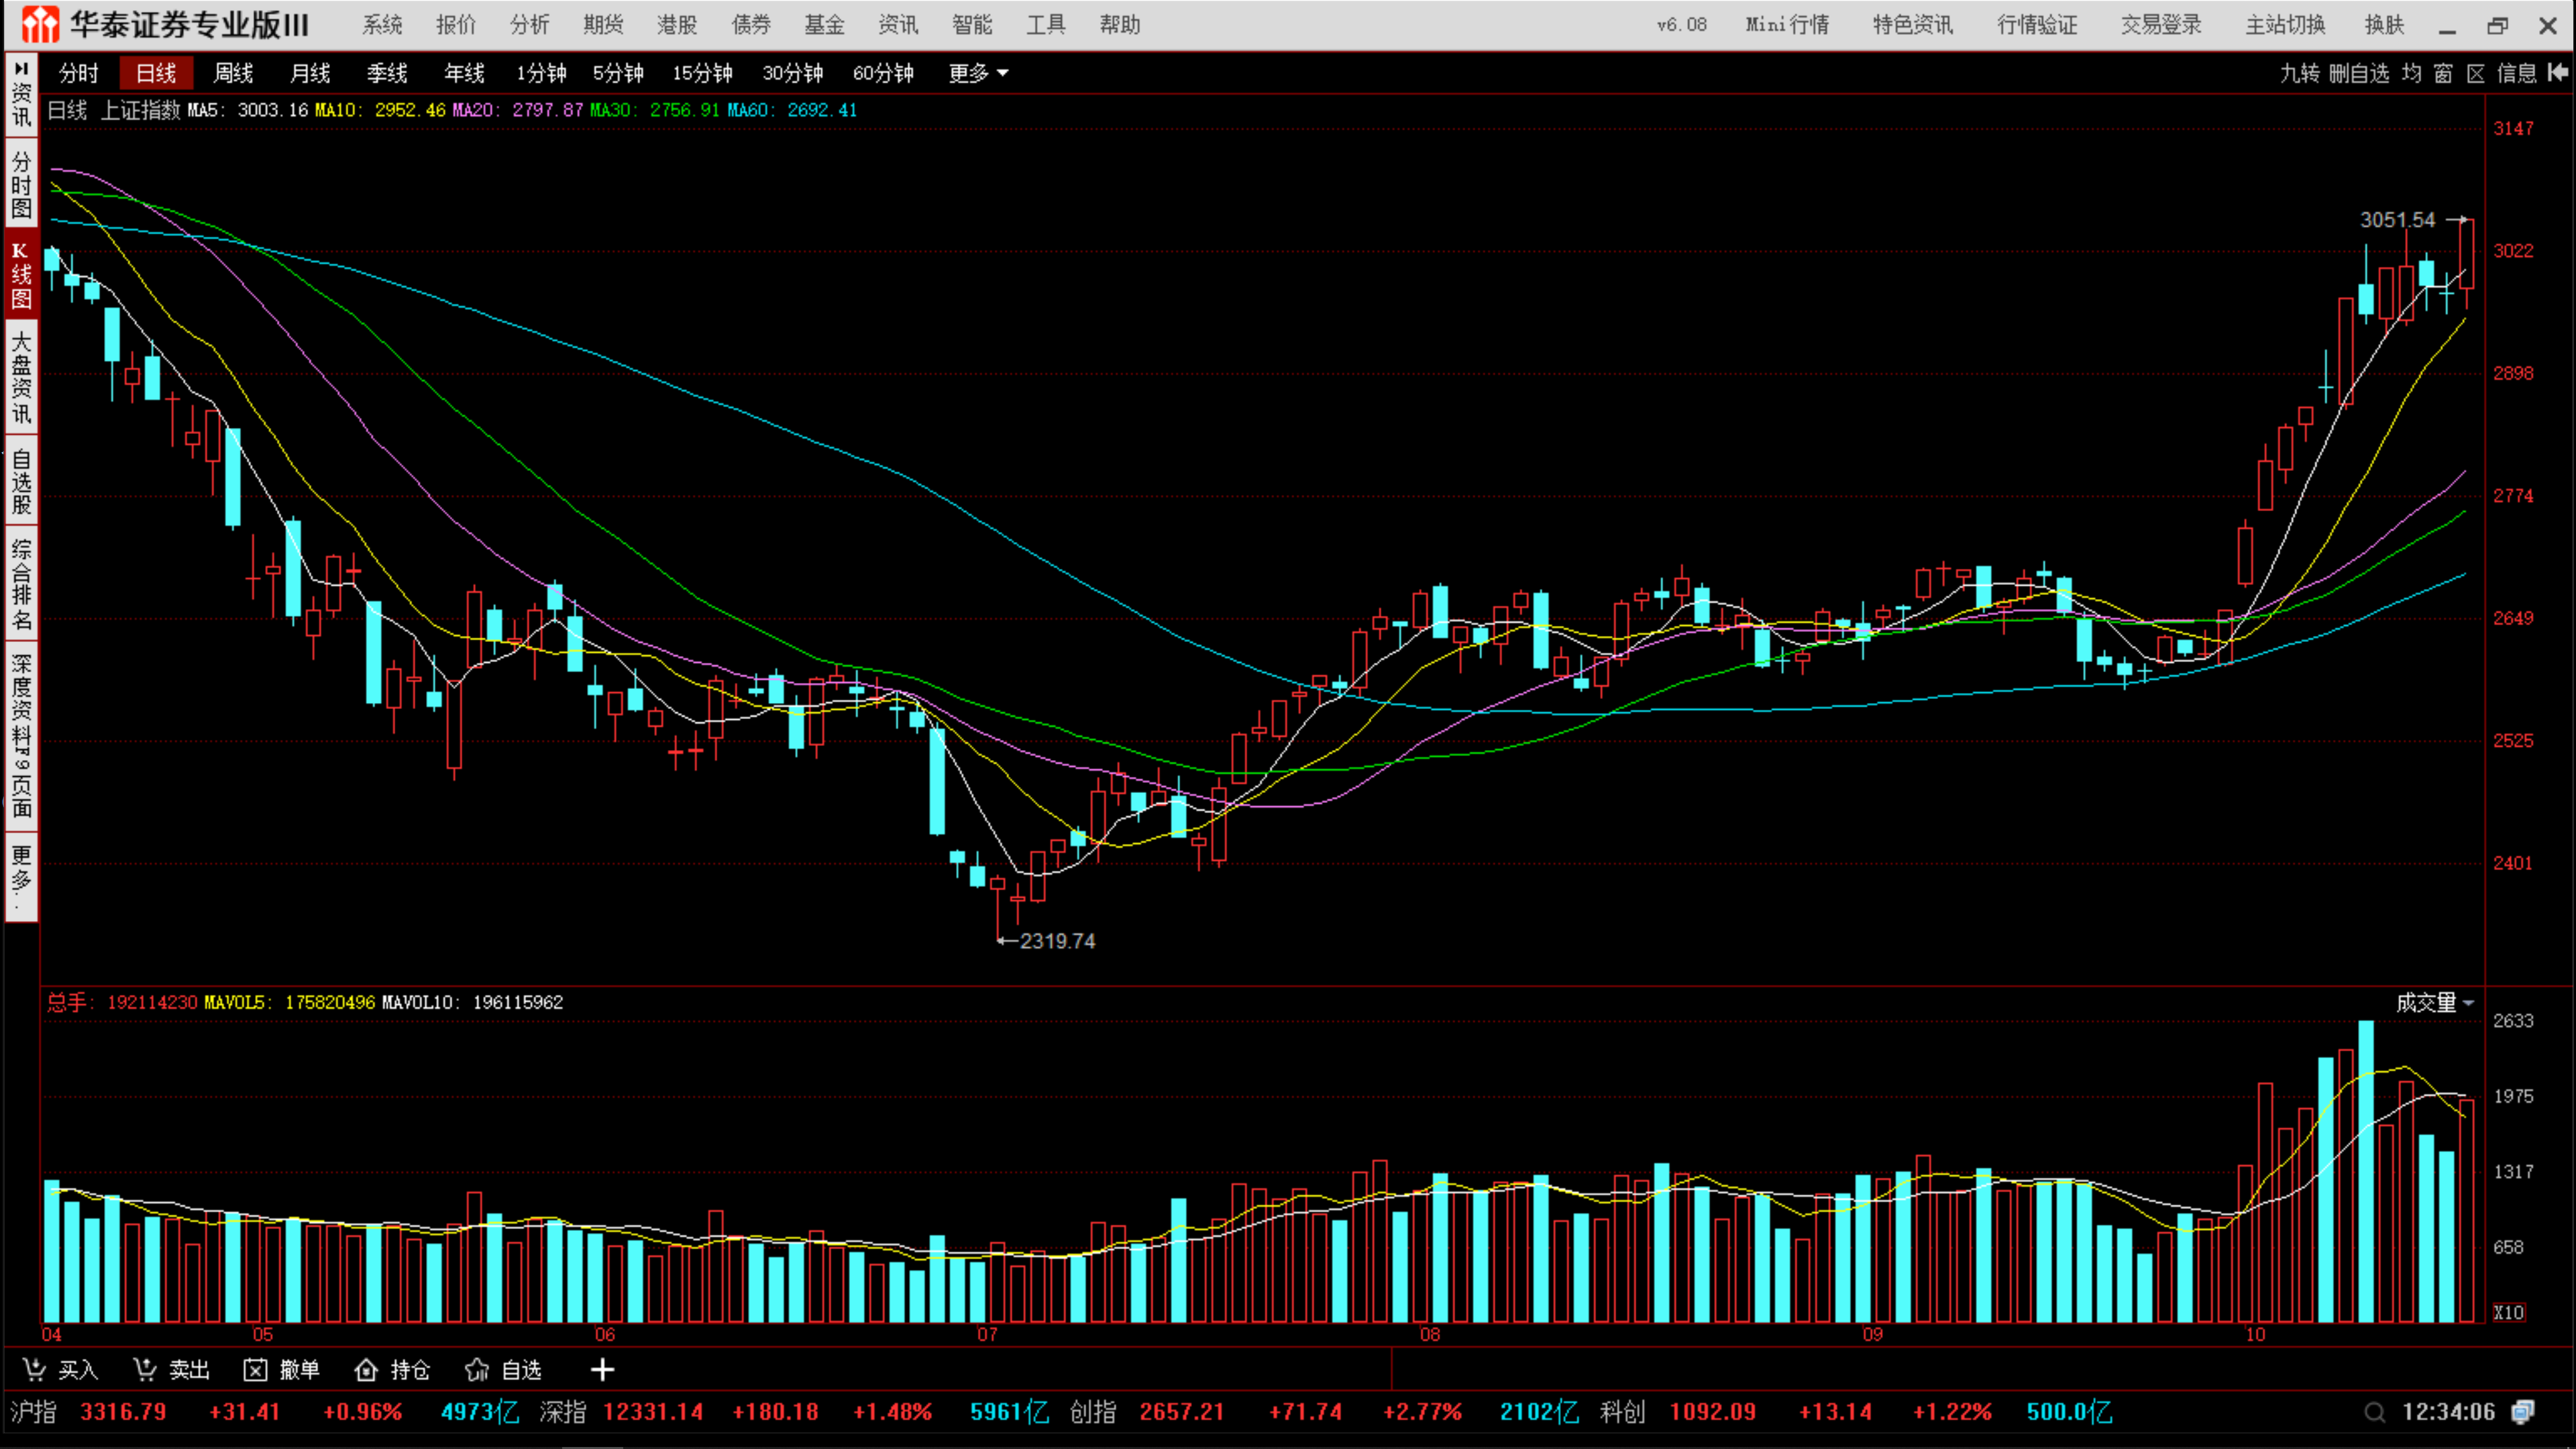 华泰证券专业版III 系统 报价 分析 期货 港股 债券 基金 资讯 智能 工具 帮助 v6.08 Mini行情 特色资讯 行情验证 交易登录 主站切换 换肤
分时 日线 周线 月线 季线 年线 1分钟 5分钟 15分钟 30分钟 60分钟 更多 九转 删自选 均 窗 区 信息
资讯
分时图
K线图
大盘资讯
自选股
综合排名
深度资料F9页面
更多..
日线 上证指数 MA5: 3003.16 MA10: 2952.46 MA20: 2797.87 MA30: 2756.91 MA60: 2692.41
3147
3051.54
3022
2898
2774
2649
2525
2401
2319.74
总手: 192114230 MAVOL5: 175820496 MAVOL10: 196115962 成交量
2633
1975
1317
658
X10
04 05 06 07 08 09 10
买入 卖出 撤单 持仓 自选 +
沪指 3316.79 +31.41 +0.96% 4973亿 深指 12331.14 +180.18 +1.48% 5961亿 创指 2657.21 +71.74 +2.77% 2102亿 科创 1092.09 +13.14 +1.22% 500.0亿 12:34:06